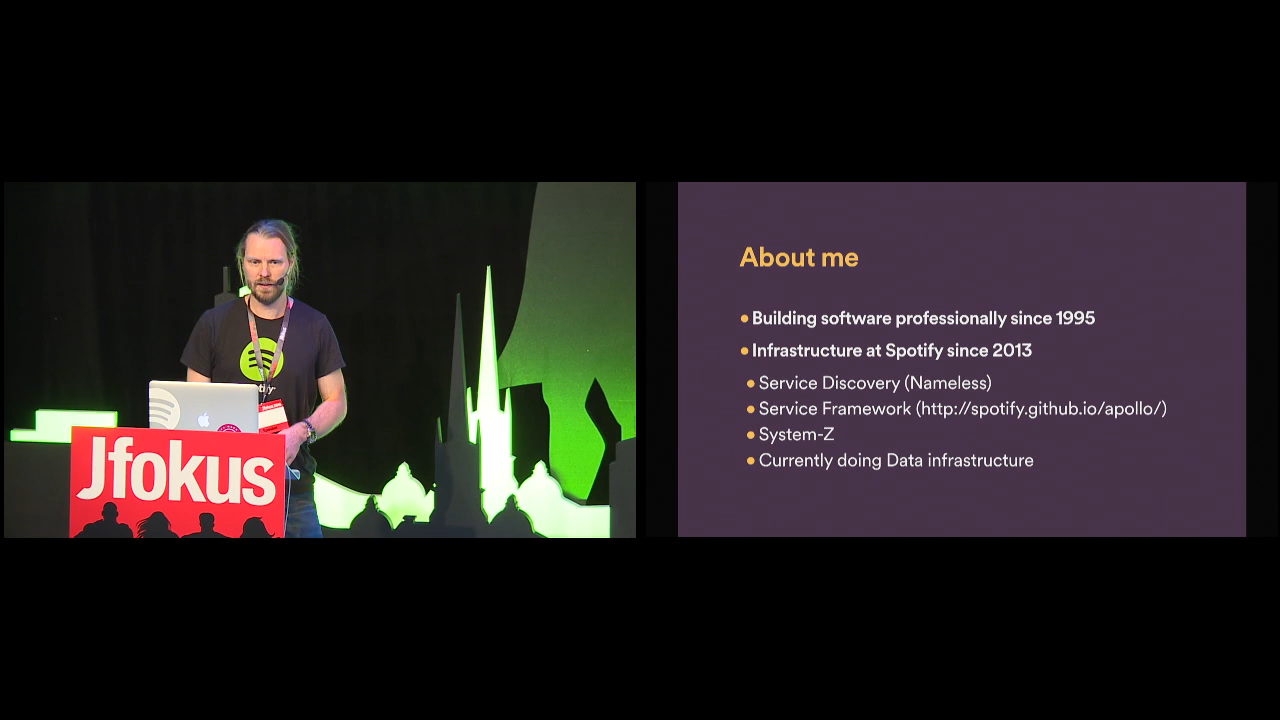 Jfokus
About me
Building software professionally since 1995
Infrastructure at Spotify since 2013
Service Discovery (Nameless)
Service Framework (http://spotify.github.io/apollo/)
System-Z
Currently doing Data infrastructure